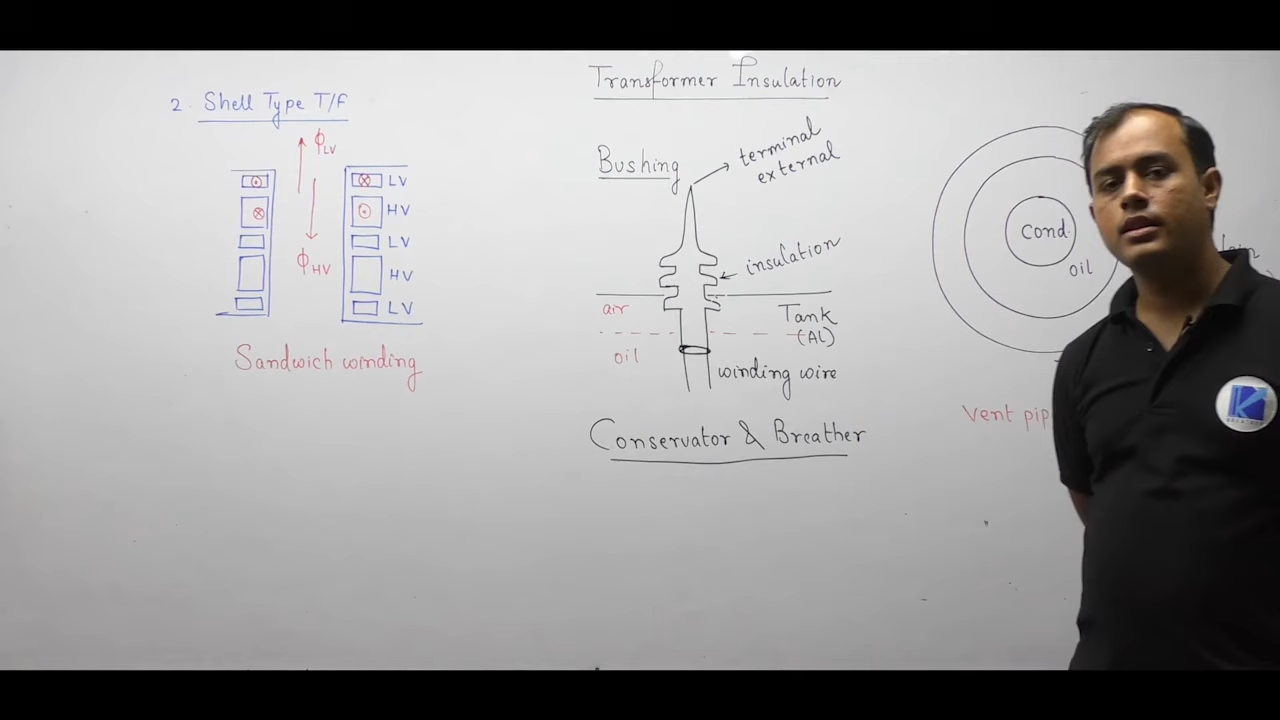 2. Shell Type T/F
ϕLV
LV
HV
LV
HV
LV
ϕHV
Sandwich winding
Transformer Insulation
Bushing
terminal
external
insulation
air
oil
Tank
(AL)
winding wire
Conservator & Breather
Cond.
oil
Vent pip